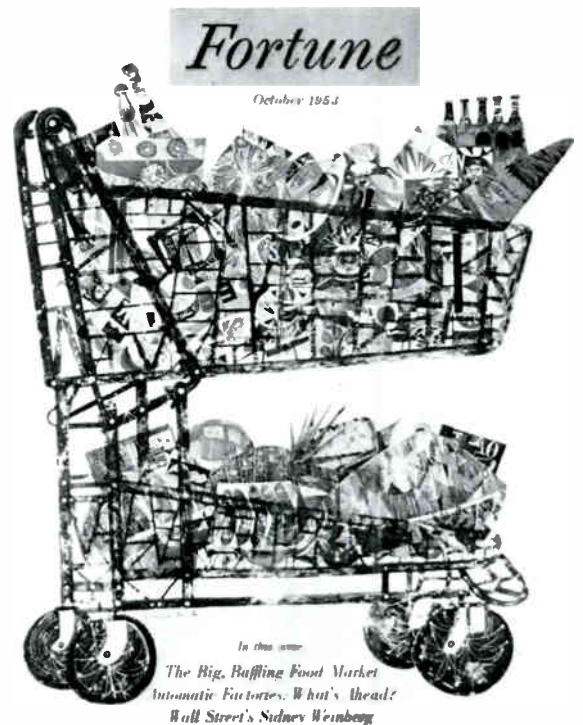 Fortune
October 1953
In this issue
The Big, Baffling Food Market
Automatic Factories: What's Ahead?
Wall Street's Sidney Weinberg